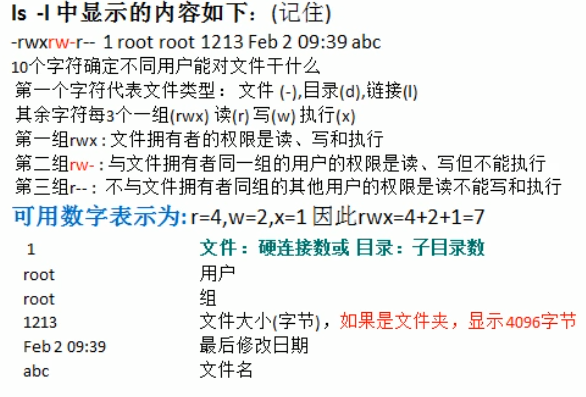 ls -l 中显示的内容如下：(记住)
-rwxrw-r-- 1 root root 1213 Feb 2 09:39 abc
10个字符确定不同用户能对文件干什么
第一个字符代表文件类型： 文件 (-),目录(d),链接(l)
其余字符每3个一组(rwx) 读(r) 写(w) 执行(x)
第一组rwx : 文件拥有者的权限是读、写和执行
第二组rw- : 与文件拥有者同一组的用户的权限是读、写但不能执行
第三组r-- : 不与文件拥有者同组的其他用户的权限是读不能写和执行
可用数字表示为: r=4,w=2,x=1 因此rwx=4+2+1=7
1 文件：硬连接数或 目录：子目录数
root 用户
root 组
1213 文件大小(字节)，如果是文件夹，显示4096字节
Feb 2 09:39 最后修改日期
abc 文件名